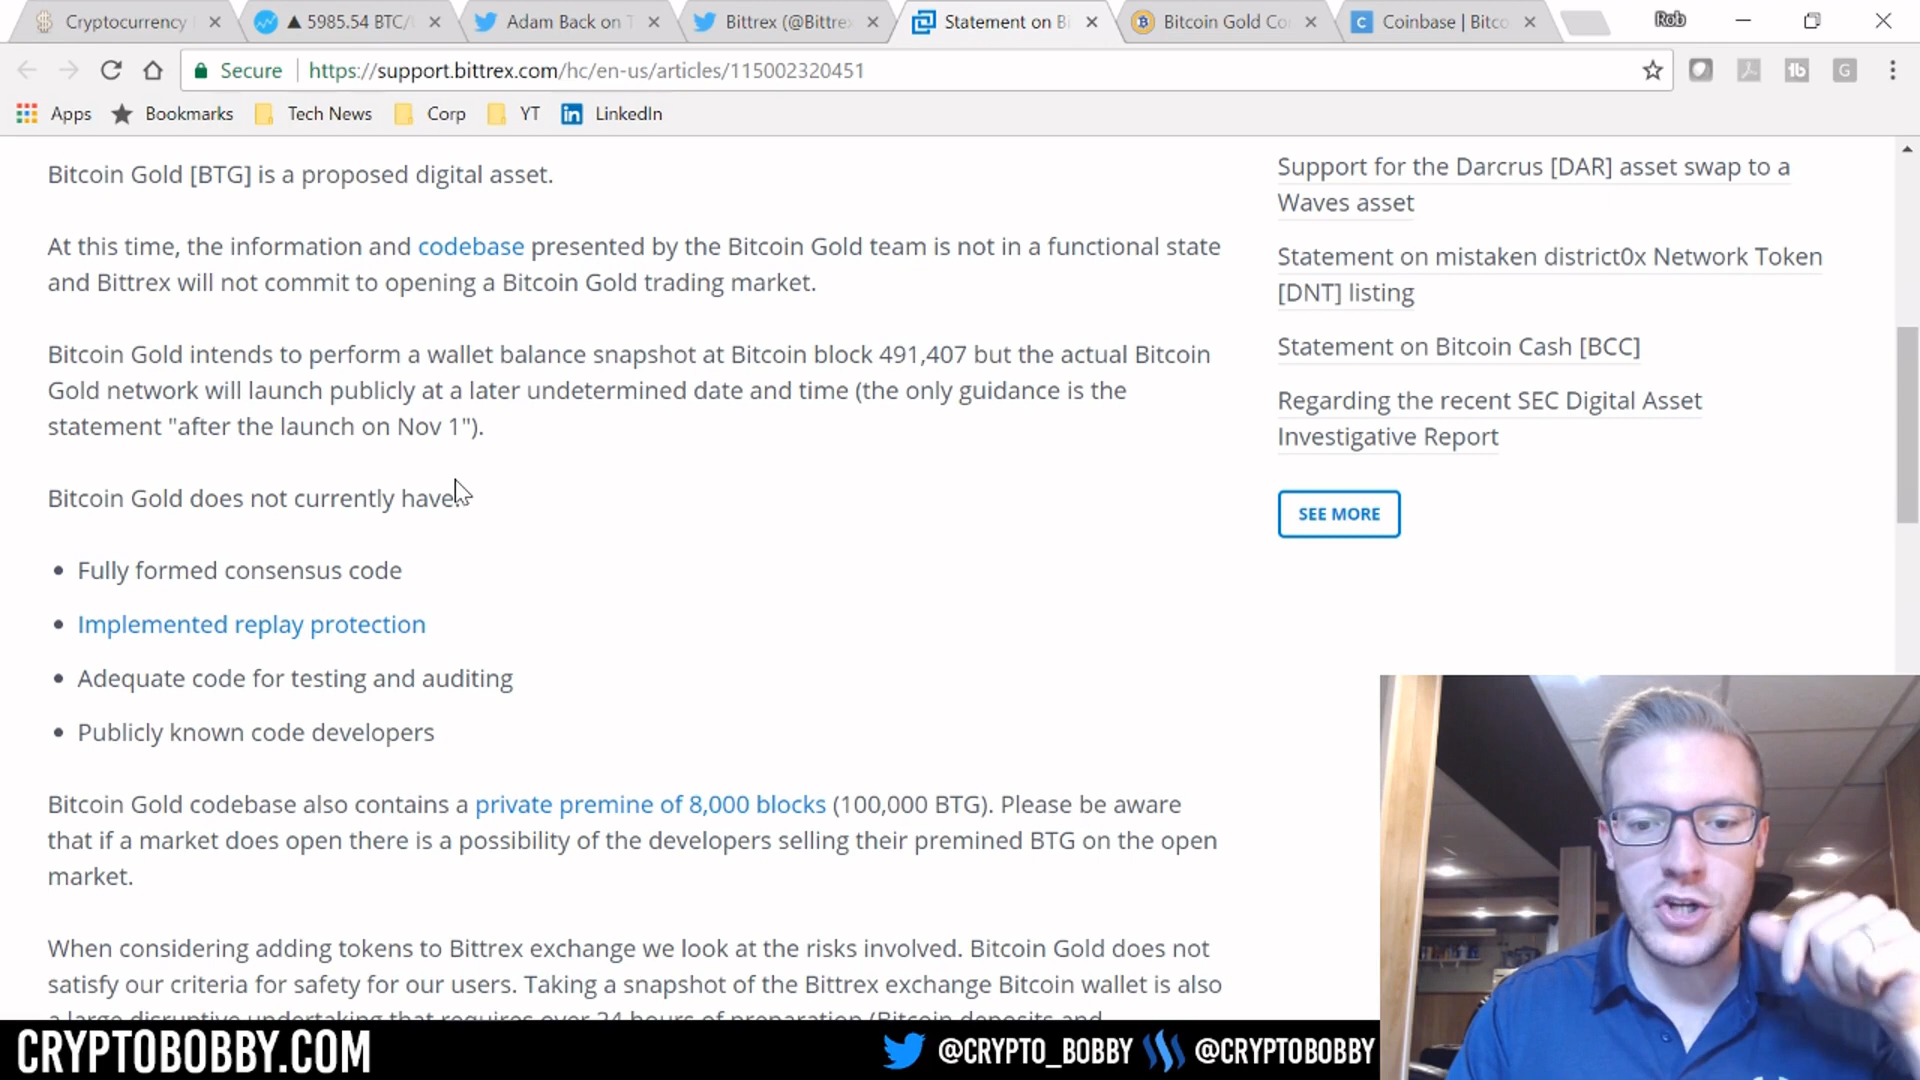 Cryptocurrency
▲ 5985.54 BTC/
Adam Back on T
Bittrex (@Bittrex
Statement on Bi
Bitcoin Gold Co
Coinbase | Bitco
Rob
Secure
https://support.bittrex.com/hc/en-us/articles/115002320451
Apps
Bookmarks
Tech News
Corp
YT
LinkedIn
Bitcoin Gold [BTG] is a proposed digital asset.
At this time, the information and codebase presented by the Bitcoin Gold team is not in a functional state
and Bittrex will not commit to opening a Bitcoin Gold trading market.
Bitcoin Gold intends to perform a wallet balance snapshot at Bitcoin block 491,407 but the actual Bitcoin
Gold network will launch publicly at a later undetermined date and time (the only guidance is the
statement "after the launch on Nov 1").
Bitcoin Gold does not currently have:
• Fully formed consensus code
• Implemented replay protection
• Adequate code for testing and auditing
• Publicly known code developers
Bitcoin Gold codebase also contains a private premine of 8,000 blocks (100,000 BTG). Please be aware
that if a market does open there is a possibility of the developers selling their premined BTG on the open
market.
When considering adding tokens to Bittrex exchange we look at the risks involved. Bitcoin Gold does not
satisfy our criteria for safety for our users. Taking a snapshot of the Bittrex exchange Bitcoin wallet is also
a large disruptive undertaking that requires over 24 hours of preparation (Bitcoin deposits and
Support for the Darcrus [DAR] asset swap to a
Waves asset
Statement on mistaken district0x Network Token
[DNT] listing
Statement on Bitcoin Cash [BCC]
Regarding the recent SEC Digital Asset
Investigative Report
SEE MORE
CRYPTOBOBBY.COM
@CRYPTO_BOBBY
@CRYPTOBOBBY